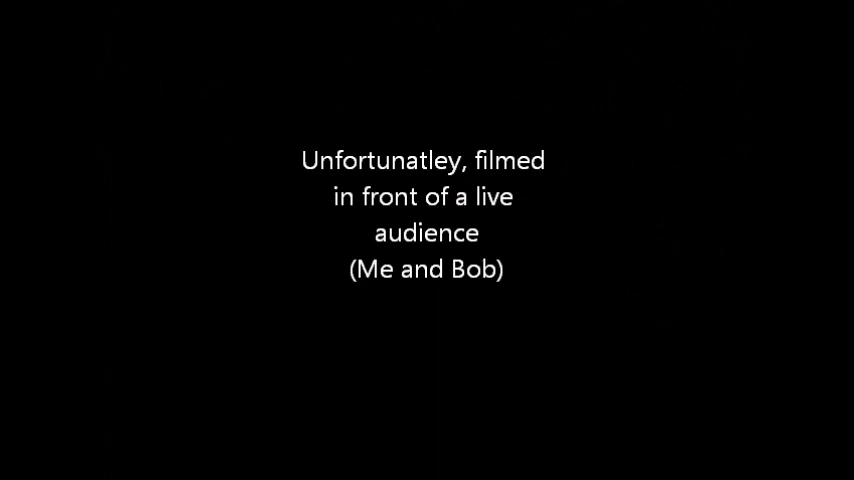 Unfortunatley, filmed
in front of a live
audience
(Me and Bob)